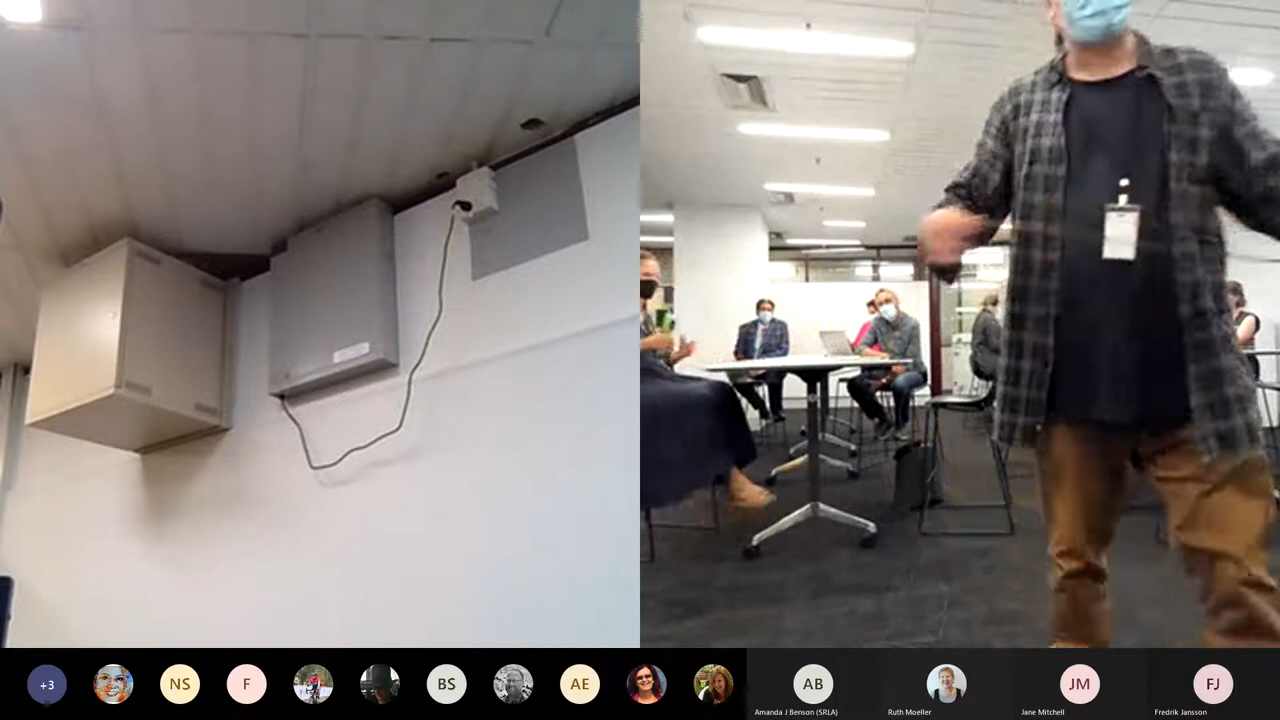 +3
NS
F
BS
AE
AB
JM
FJ
Amanda J Benson (SRLA)
Ruth Moeller
Jane Mitchell
Fredrik Jansson